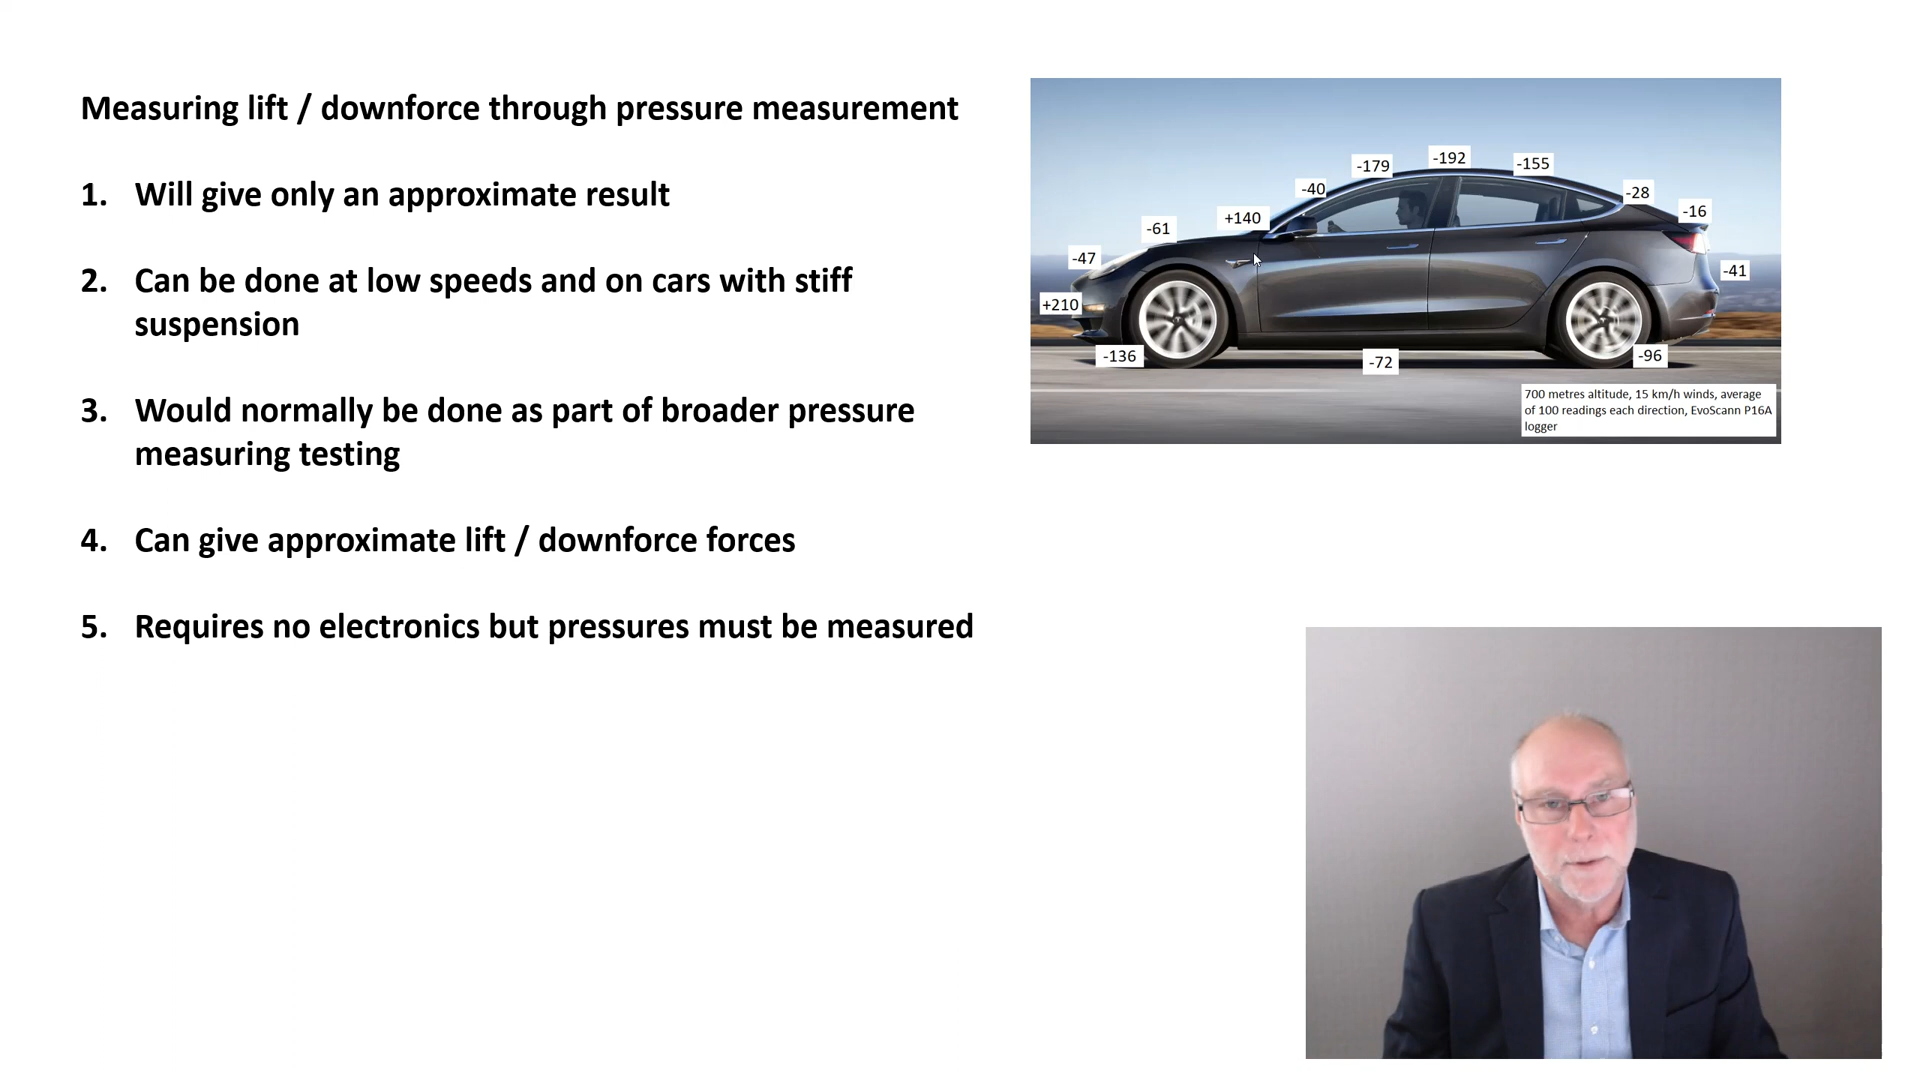 Measuring lift / downforce through pressure measurement
1. Will give only an approximate result
2. Can be done at low speeds and on cars with stiff
suspension
3. Would normally be done as part of broader pressure
measuring testing
4. Can give approximate lift / downforce forces
5. Requires no electronics but pressures must be measured
-192
-179
-155
-40
-28
+140
-16
-61
-47
-41
+210
-136
-72
-96
700 metres altitude, 15 km/h winds, average
of 100 readings each direction, EvoScann P16A
logger